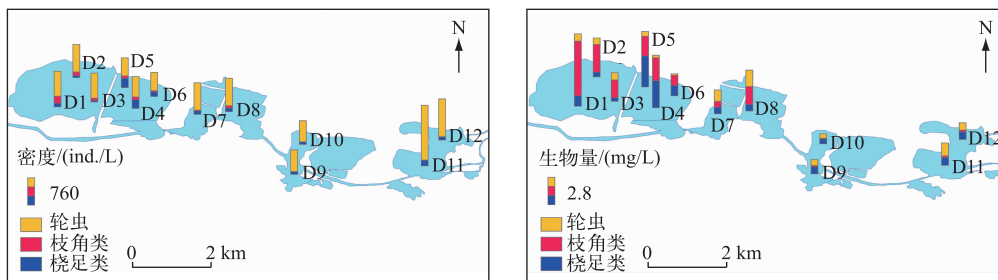 N
D5
D2
D1
D3
D4
D6
D7
D8
D10
D12
D11
D9
密度/(ind./L)
760
轮虫
枝角类
桡足类
0
2 km
N
D5
D2
D1
D3
D4
D6
D7
D8
D10
D12
D11
D9
生物量/(mg/L)
2.8
轮虫
枝角类
桡足类
0
2 km